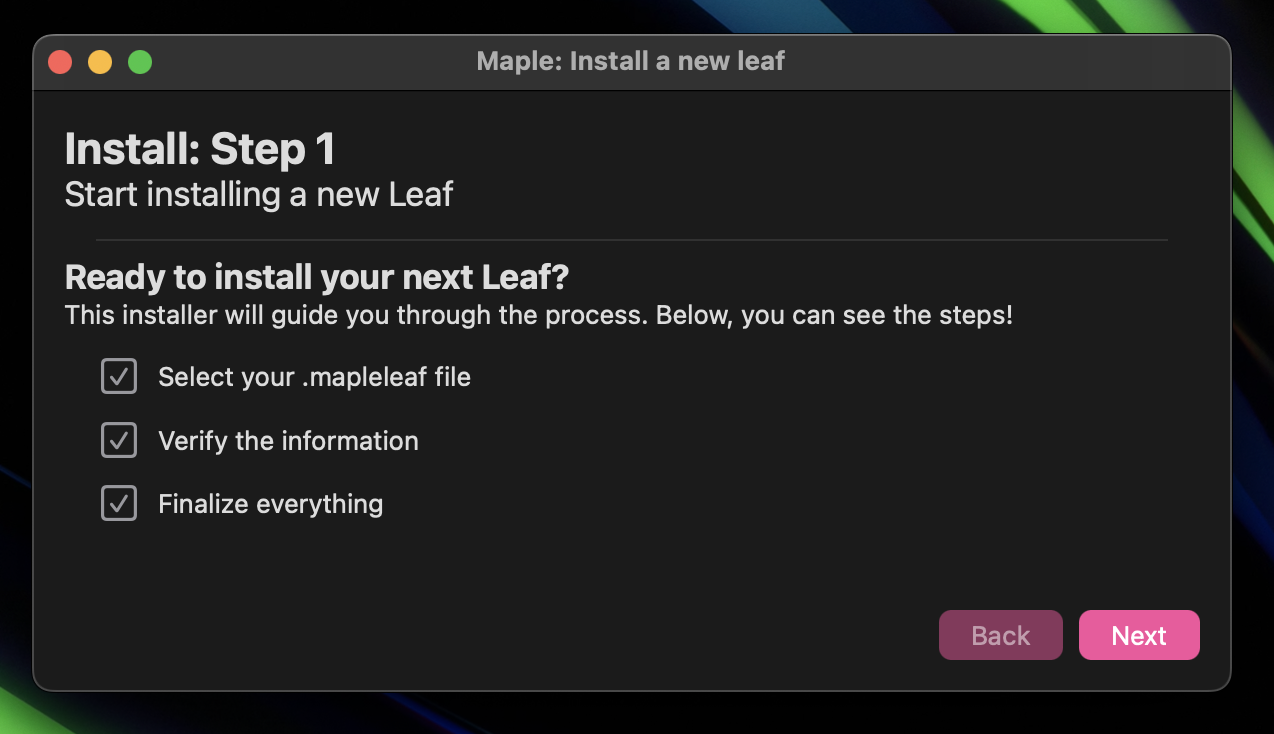 Maple: Install a new leaf
Install: Step 1
Start installing a new Leaf
Ready to install your next Leaf?
This installer will guide you through the process. Below, you can see the steps!
Select your .mapleleaf file
Verify the information
Finalize everything
Back
Next